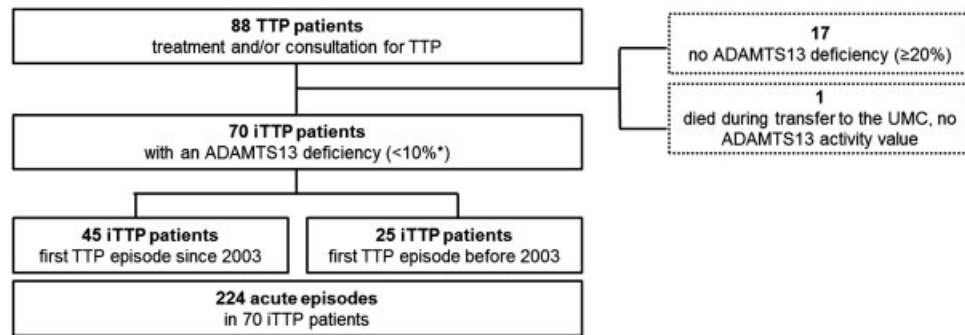 88 TTP patients
treatment and/or consultation for TTP
17
no ADAMTS13 deficiency (≥20%)
1
died during transfer to the UMC, no
ADAMTS13 activity value
70 iTTP patients
with an ADAMTS13 deficiency (<10%*)
45 iTTP patients
first TTP episode since 2003
25 iTTP patients
first TTP episode before 2003
224 acute episodes
in 70 iTTP patients